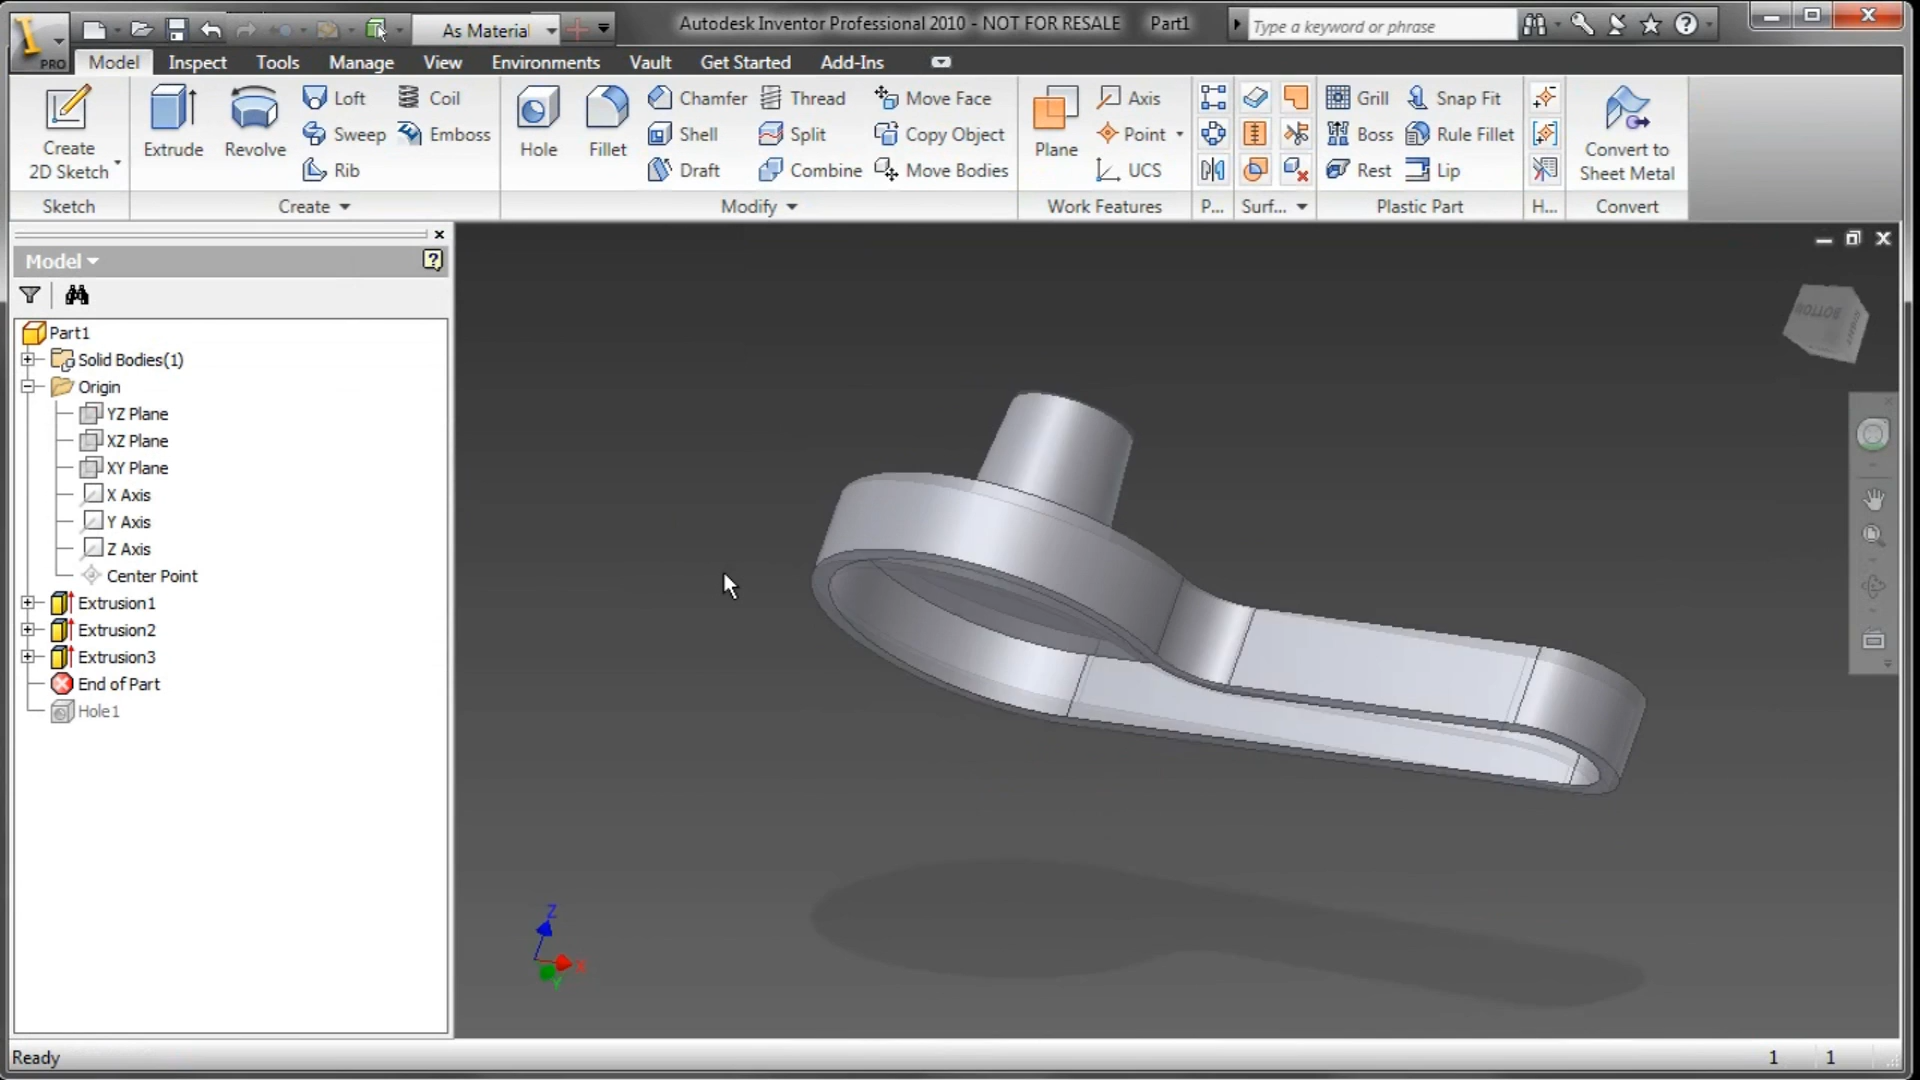 As Material
Autodesk Inventor Professional 2010 - NOT FOR RESALE Part1
Type a keyword or phrase
PRO
Model Inspect Tools Manage View Environments Vault Get Started Add-Ins
Create
2D Sketch
Extrude
Revolve
Loft
Sweep
Rib
Coil
Emboss
Hole
Fillet
Chamfer
Shell
Draft
Thread
Split
Combine
Move Face
Copy Object
Move Bodies
Plane
Axis
Point
UCS
Grill
Boss
Rest
Snap Fit
Rule Fillet
Lip
Convert to
Sheet Metal
Sketch Create Modify Work Features P... Surf... Plastic Part H... Convert
Model
Part1
Solid Bodies(1)
Origin
YZ Plane
XZ Plane
XY Plane
X Axis
Y Axis
Z Axis
Center Point
Extrusion1
Extrusion2
Extrusion3
End of Part
Hole1
BOTTOM
Z
X
Y
Ready
1 1